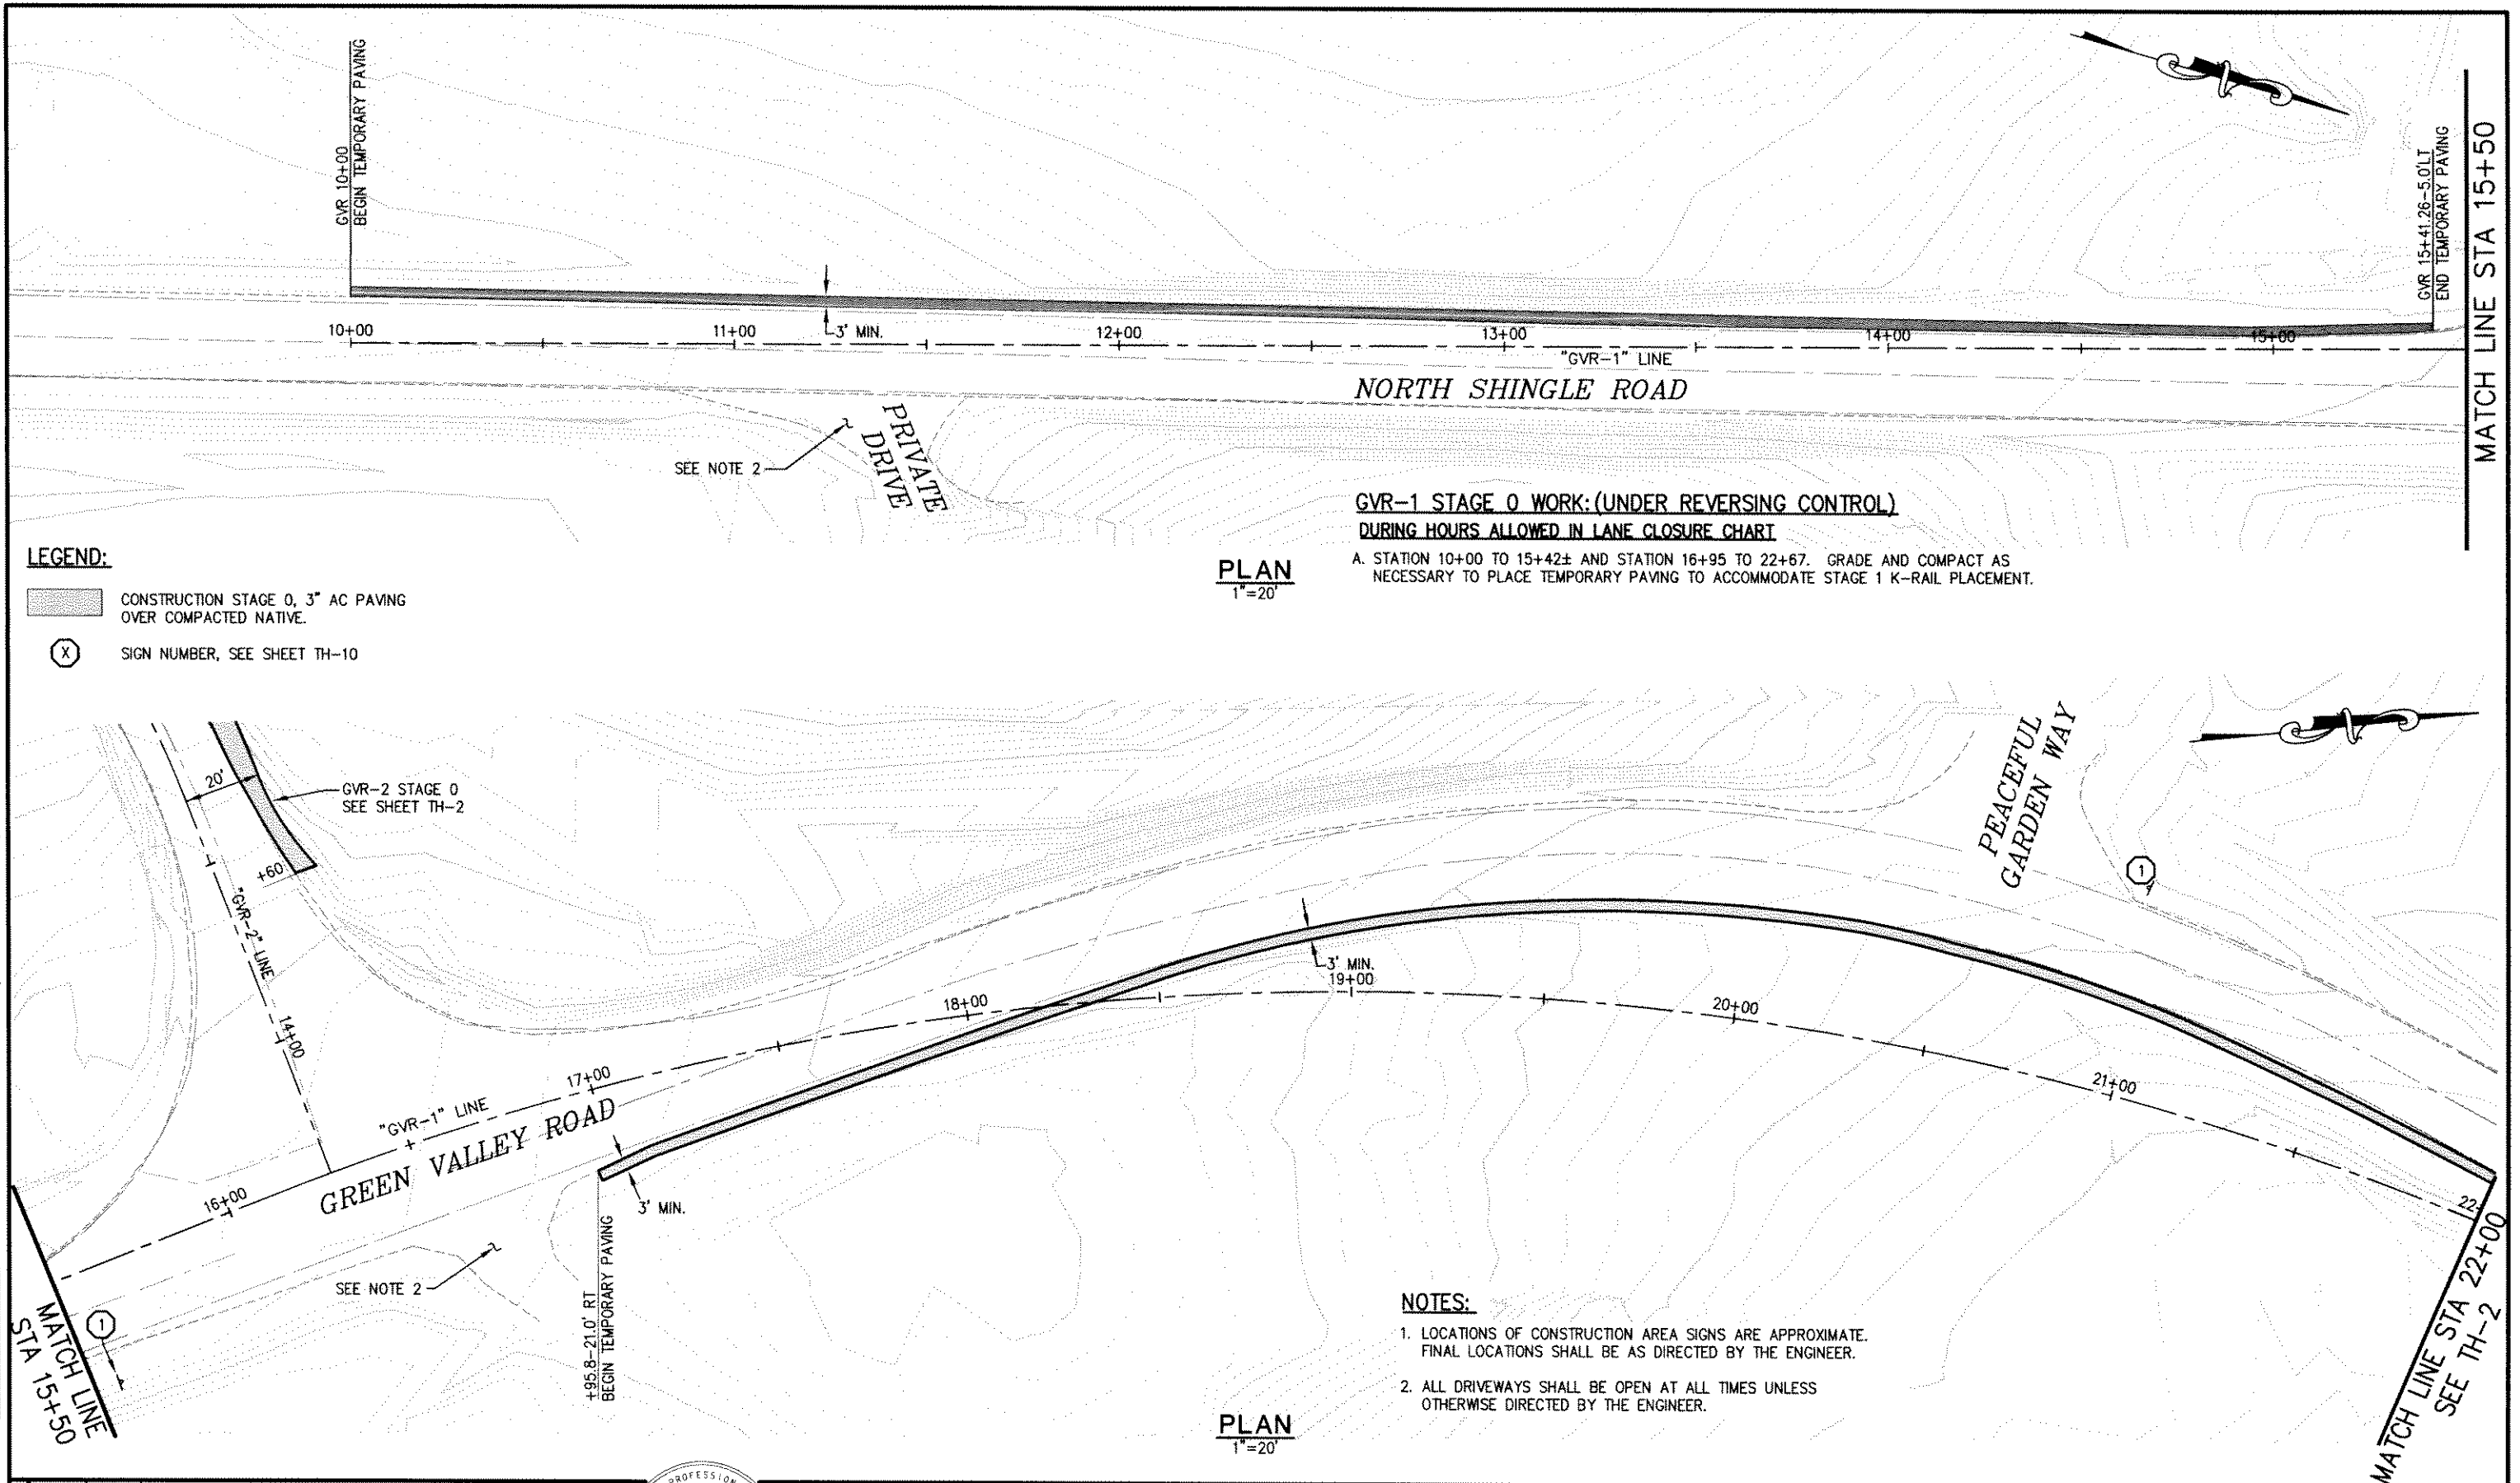 GVR 10+00
BEGIN TEMPORARY PAVING
GVR 15+41.26-5.0'LT
END TEMPORARY PAVING
MATCH LINE STA 15+50
10+00
11+00
3' MIN.
12+00
13+00
14+00
15+00
"GVR-1" LINE
NORTH SHINGLE ROAD
PRIVATE
DRIVE
SEE NOTE 2
GVR-1 STAGE 0 WORK: (UNDER REVERSING CONTROL)
DURING HOURS ALLOWED IN LANE CLOSURE CHART
A. STATION 10+00 TO 15+42± AND STATION 16+95 TO 22+67. GRADE AND COMPACT AS
NECESSARY TO PLACE TEMPORARY PAVING TO ACCOMMODATE STAGE 1 K-RAIL PLACEMENT.
PLAN
1"=20'
LEGEND:
CONSTRUCTION STAGE 0, 3" AC PAVING
OVER COMPACTED NATIVE.
X
SIGN NUMBER, SEE SHEET TH-10
20'
GVR-2 STAGE 0
SEE SHEET TH-2
+60
"GVR-2" LINE
14+00
PEACEFUL
GARDEN WAY
1
3' MIN.
19+00
18+00
20+00
17+00
21+00
"GVR-1" LINE
GREEN VALLEY ROAD
16+00
3' MIN.
22
SEE NOTE 2
+95.8-21.0' RT
BEGIN TEMPORARY PAVING
1
MATCH LINE
STA 15+50
NOTES:
1. LOCATIONS OF CONSTRUCTION AREA SIGNS ARE APPROXIMATE.
FINAL LOCATIONS SHALL BE AS DIRECTED BY THE ENGINEER.
2. ALL DRIVEWAYS SHALL BE OPEN AT ALL TIMES UNLESS
OTHERWISE DIRECTED BY THE ENGINEER.
MATCH LINE STA 22+00
SEE TH-2
PLAN
1"=20'
PROFESSION